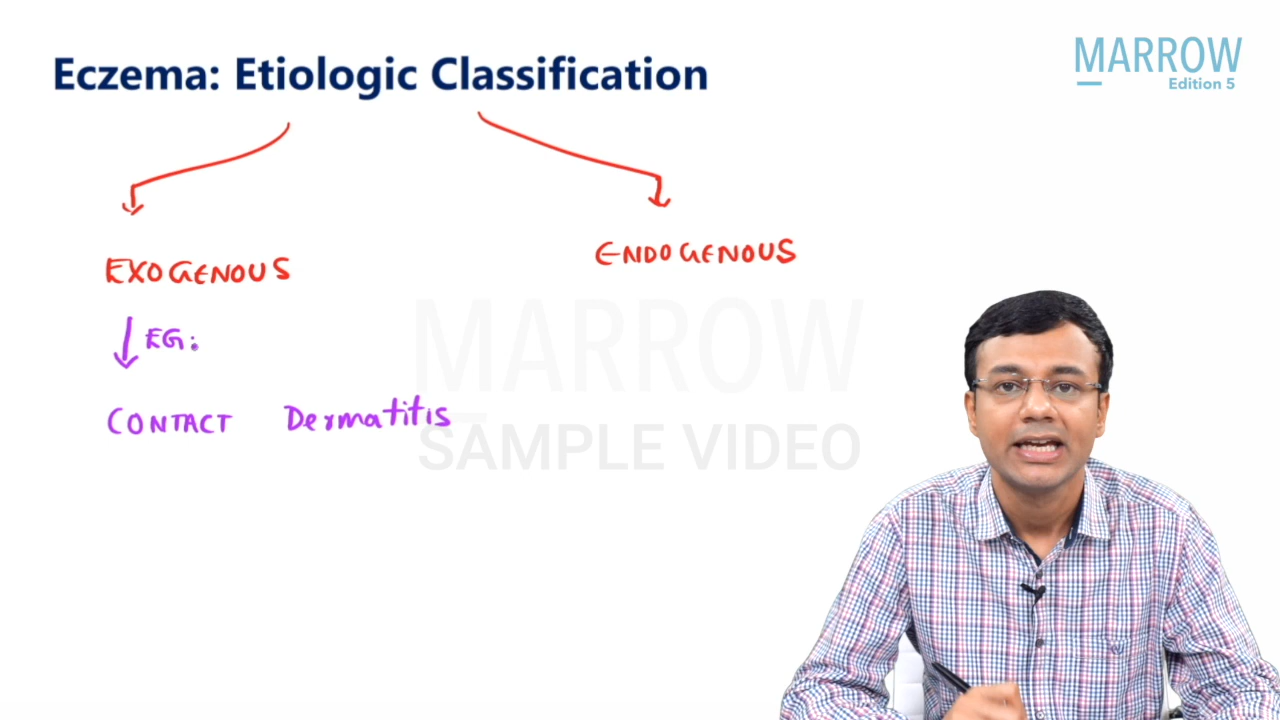 Eczema: Etiologic Classification
MARROW
Edition 5
EXOGENOUS
ENDOGENOUS
EG:
CONTACT Dermatitis
MARROW
SAMPLE VIDEO